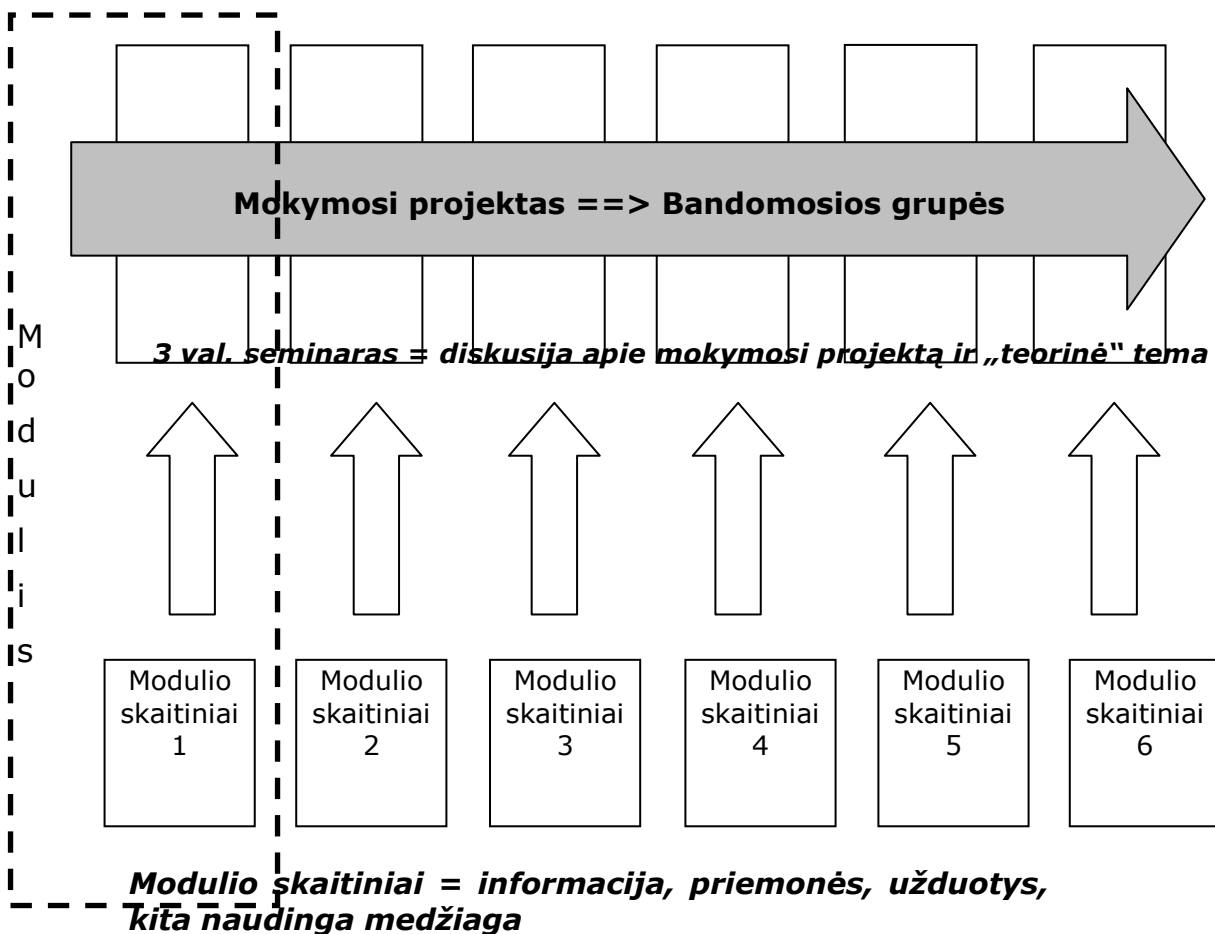 Mokymosi projektas ==> Bandomosios grupės
3 val. seminaras = diskusija apie mokymosi projektą ir „teorinė“ tema
M
o
d
u
l
i
s
Modulio
skaitiniai
1
Modulio
skaitiniai
2
Modulio
skaitiniai
3
Modulio
skaitiniai
4
Modulio
skaitiniai
5
Modulio
skaitiniai
6
Modulio skaitiniai = informacija, priemonės, užduotys,
kita naudinga medžiaga